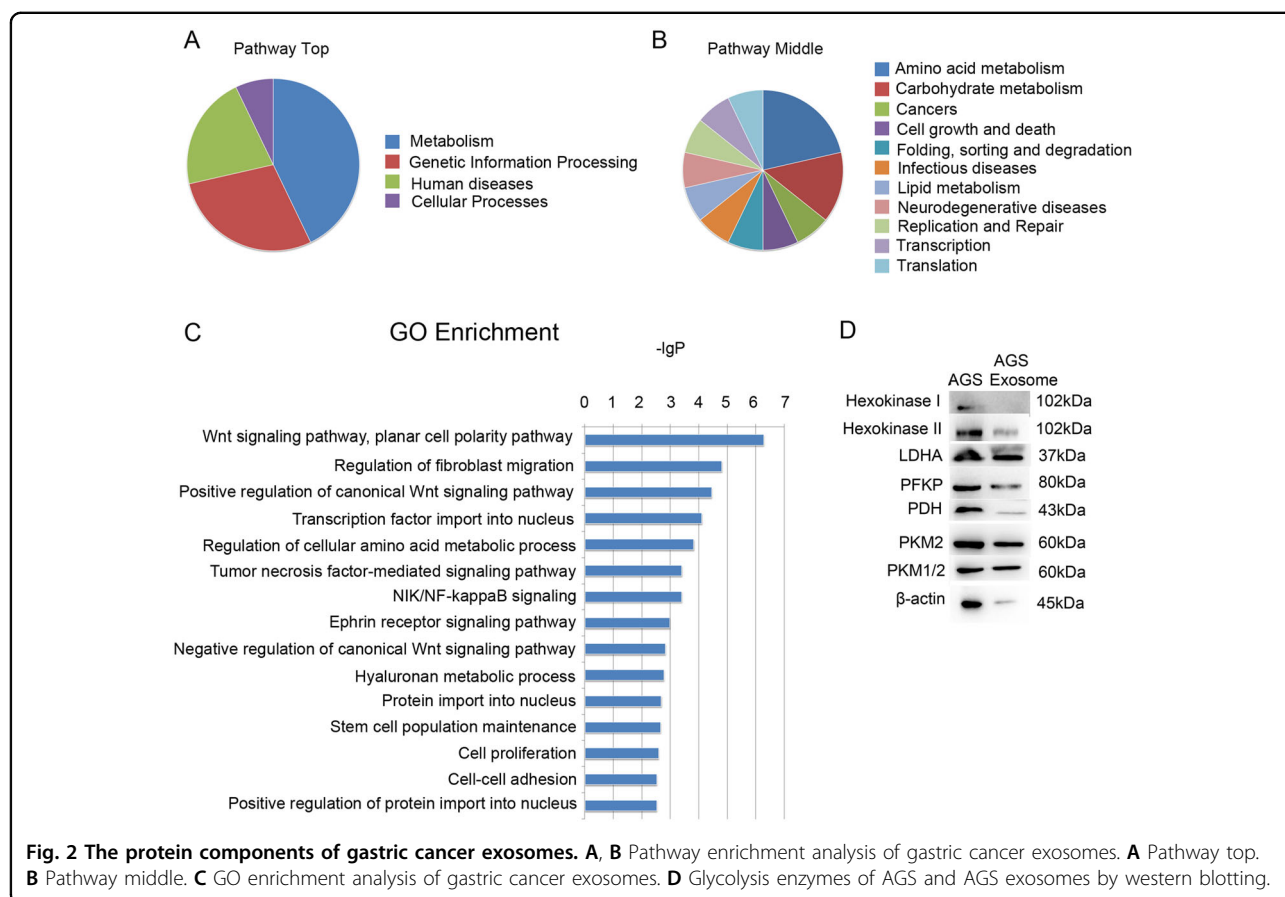 A
Pathway Top
Metabolism
Genetic Information Processing
Human diseases
Cellular Processes
B
Pathway Middle
Amino acid metabolism
Carbohydrate metabolism
Cancers
Cell growth and death
Folding, sorting and degradation
Infectious diseases
Lipid metabolism
Neurodegenerative diseases
Replication and Repair
Transcription
Translation
C
GO Enrichment
-lgP
0 1 2 3 4 5 6 7
Wnt signaling pathway, planar cell polarity pathway
Regulation of fibroblast migration
Positive regulation of canonical Wnt signaling pathway
Transcription factor import into nucleus
Regulation of cellular amino acid metabolic process
Tumor necrosis factor-mediated signaling pathway
NIK/NF-kappaB signaling
Ephrin receptor signaling pathway
Negative regulation of canonical Wnt signaling pathway
Hyaluronan metabolic process
Protein import into nucleus
Stem cell population maintenance
Cell proliferation
Cell-cell adhesion
Positive regulation of protein import into nucleus
D
AGS
AGS Exosome
Hexokinase I 102kDa
Hexokinase II 102kDa
LDHA 37kDa
PFKP 80kDa
PDH 43kDa
PKM2 60kDa
PKM1/2 60kDa
β-actin 45kDa
Fig. 2 The protein components of gastric cancer exosomes. A, B Pathway enrichment analysis of gastric cancer exosomes. A Pathway top.
B Pathway middle. C GO enrichment analysis of gastric cancer exosomes. D Glycolysis enzymes of AGS and AGS exosomes by western blotting.